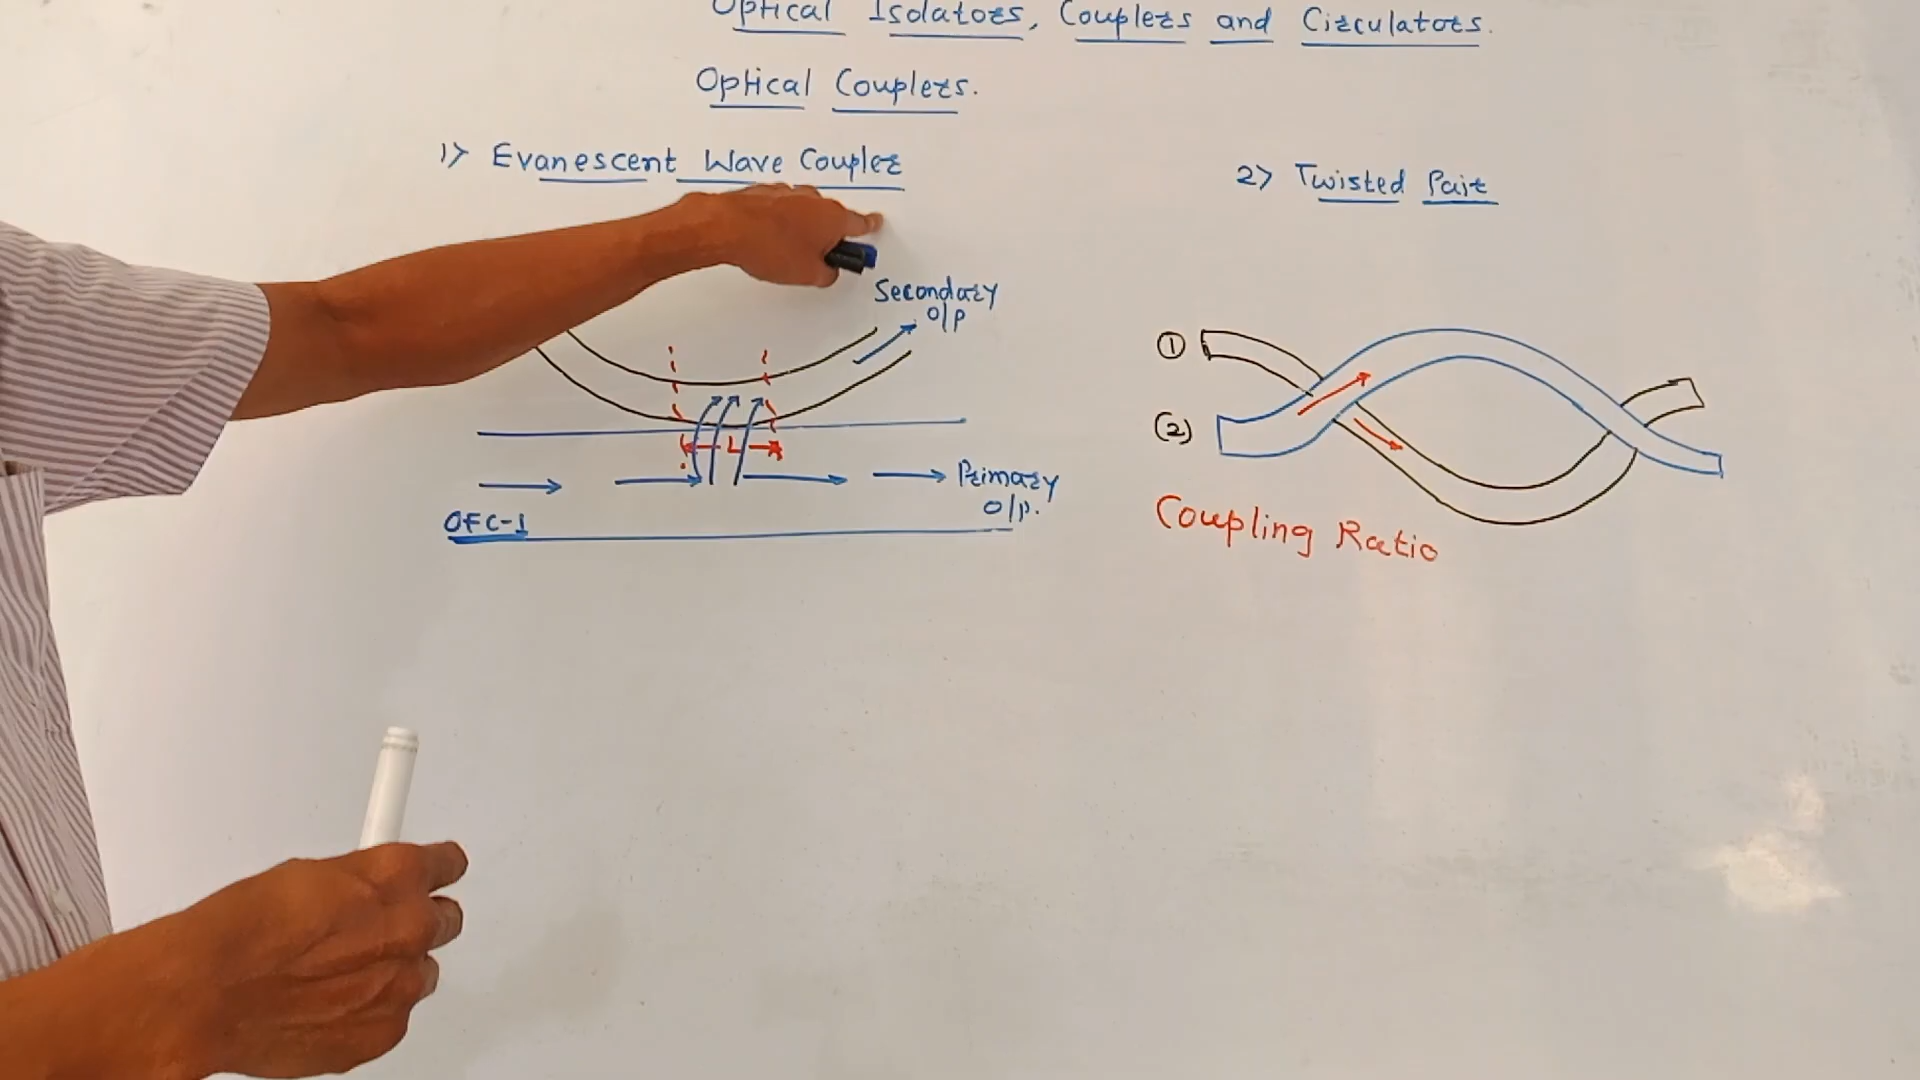 Optical Isolators, Couplers and Circulators.
Optical Couplers.
1> Evanescent Wave Coupler
Secondary
O/P
L
Primary
O/P.
OFC-1
2> Twisted Pair
1
(2)
Coupling Ratio